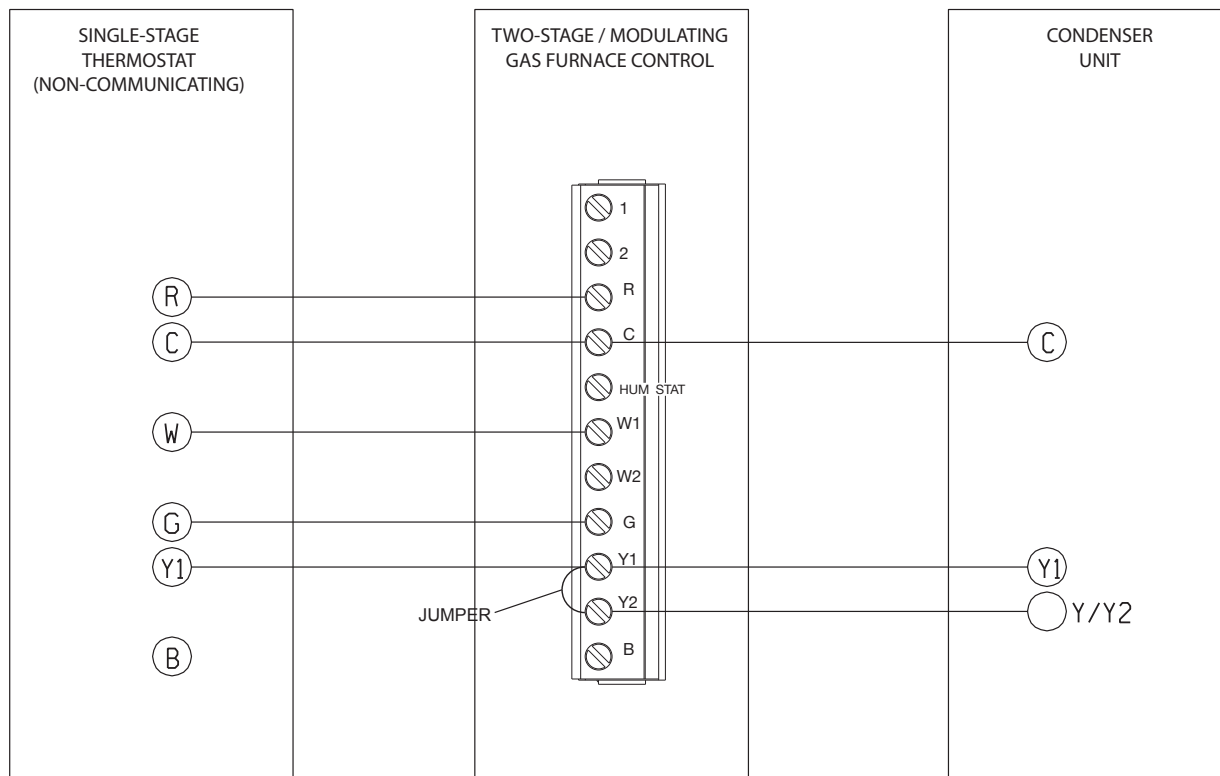 SINGLE-STAGE
THERMOSTAT
(NON-COMMUNICATING)
TWO-STAGE / MODULATING
GAS FURNACE CONTROL
CONDENSER
UNIT
1
2
R
R
C
C
C
HUM STAT
W
W1
W2
G
G
Y1
Y1
Y1
JUMPER
Y2
Y/Y2
B
B